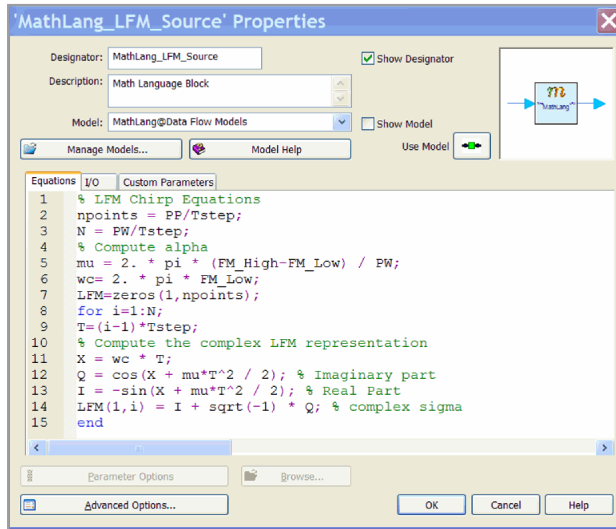 'MathLang_LFM_Source' Properties
Designator: MathLang_LFM_Source
Show Designator
Description: Math Language Block
Model: MathLang@Data Flow Models
Show Model
Manage Models...
Model Help
Use Model
m
"MathLang"
Equations I/O Custom Parameters
1 % LFM Chirp Equations
2 npoints = PP/Tstep;
3 N = PW/Tstep;
4 % Compute alpha
5 mu = 2. * pi * (FM_High-FM_Low) / PW;
6 wc= 2. * pi * FM_Low;
7 LFM=zeros(1,npoints);
8 for i=1:N;
9 T=(i-1)*Tstep;
10 % Compute the complex LFM representation
11 X = wc * T;
12 Q = cos(X + mu*T^2 / 2); % Imaginary part
13 I = -sin(X + mu*T^2 / 2); % Real Part
14 LFM(1,i) = I + sqrt(-1) * Q; % complex sigma
15 end
Parameter Options
Browse...
Advanced Options...
OK
Cancel
Help